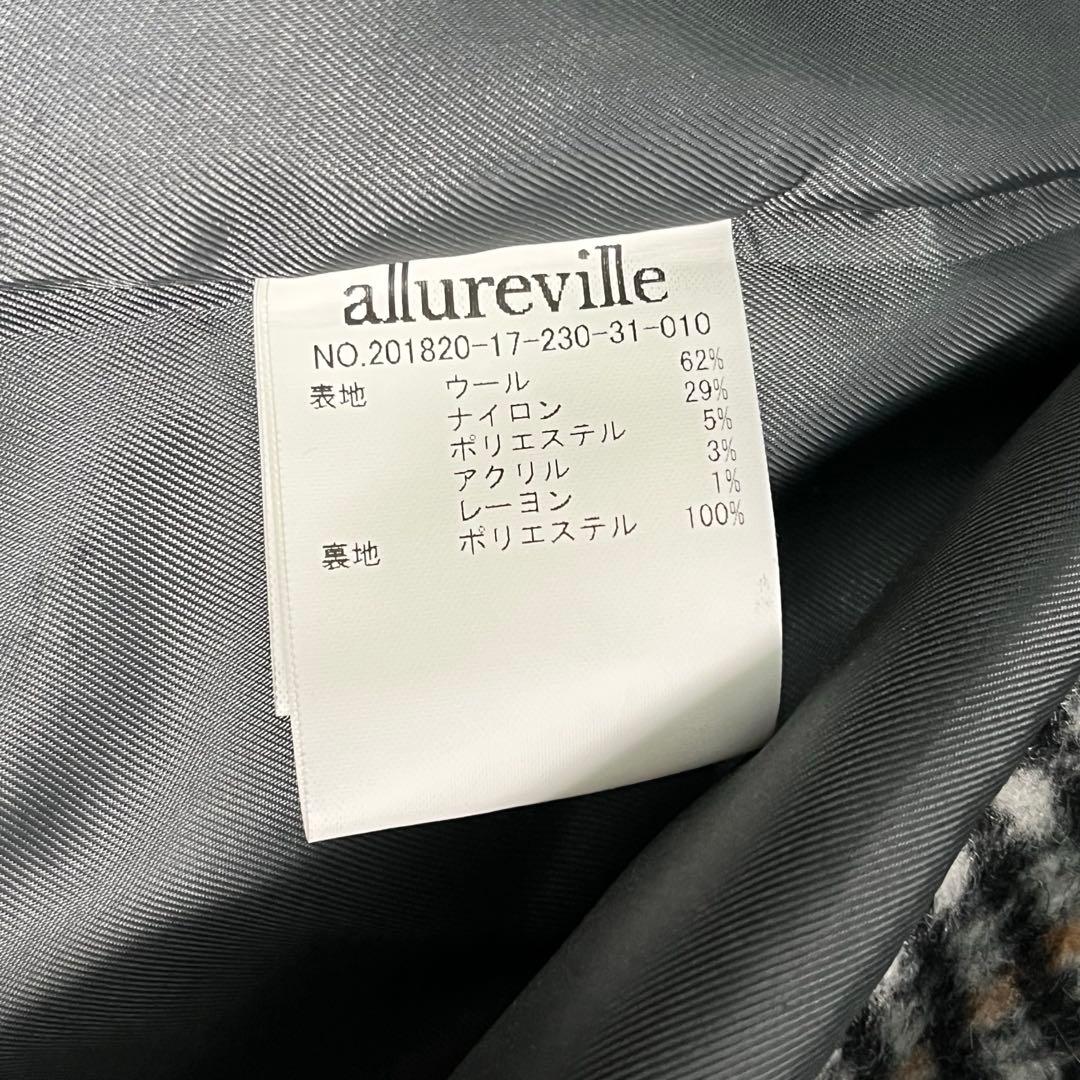 allureville
NO.201820-17-230-31-010
表地 ウール 62%
ナイロン 29%
ポリエステル 5%
アクリル 3%
レーヨン 1%
裏地 ポリエステル 100%